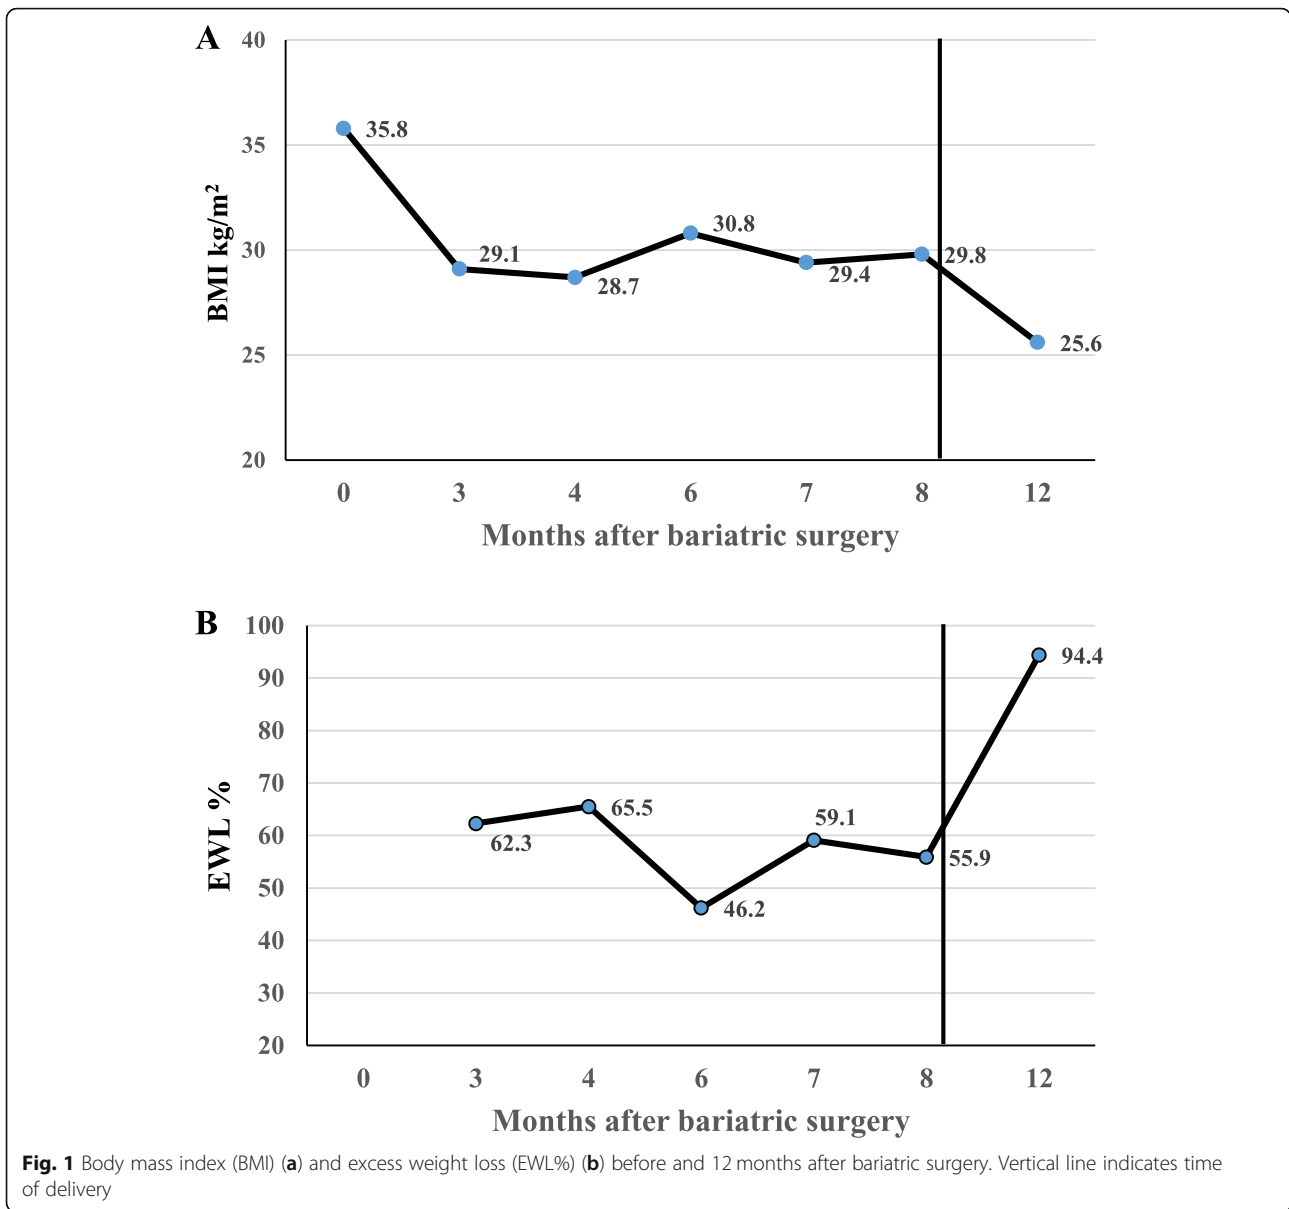 A
40
35
30
25
20
BMI kg/m²
35.8
29.1
28.7
30.8
29.4
29.8
25.6
0 3 4 6 7 8 12
Months after bariatric surgery
B
100
90
80
70
60
50
40
30
20
EWL %
62.3
65.5
46.2
59.1
55.9
94.4
0 3 4 6 7 8 12
Months after bariatric surgery
Fig. 1 Body mass index (BMI) (a) and excess weight loss (EWL%) (b) before and 12 months after bariatric surgery. Vertical line indicates time
of delivery